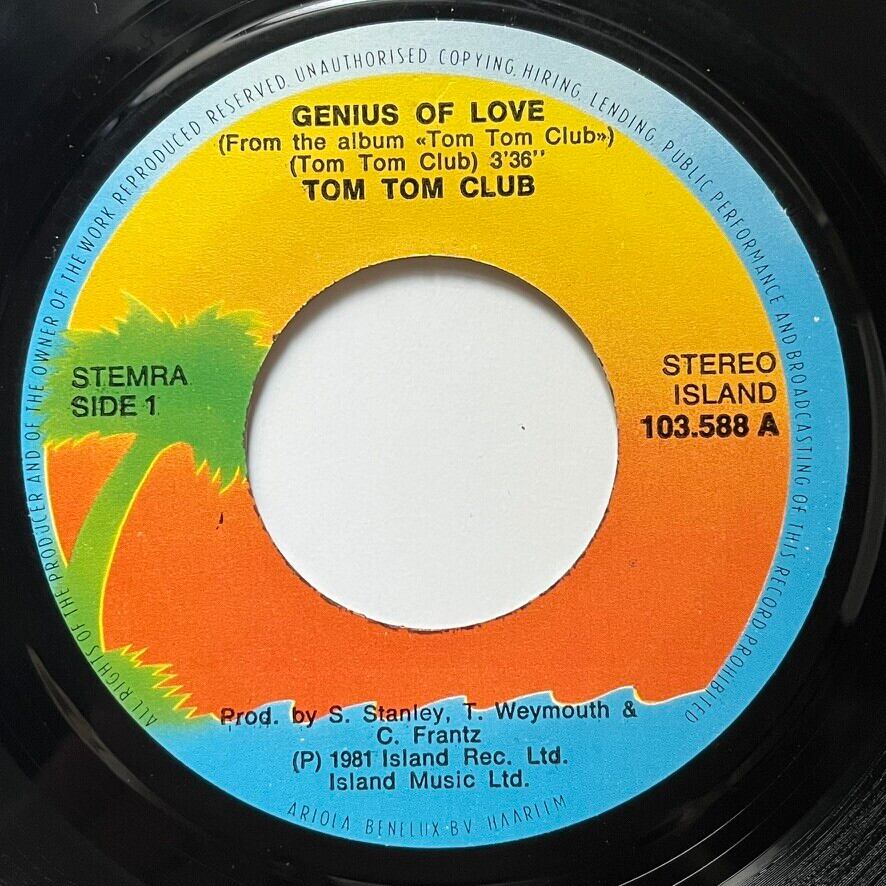 ALL RIGHTS OF THE PRODUCER AND OF THE OWNER OF THE WORK REPRODUCED RESERVED. UNAUTHORISED COPYING, HIRING, LENDING, PUBLIC PERFORMANCE AND BROADCASTING OF THIS RECORD PROHIBITED
GENIUS OF LOVE
(From the album «Tom Tom Club»)
(Tom Tom Club) 3'36"
TOM TOM CLUB
STEMRA
SIDE 1
STEREO
ISLAND
103.588 A
Prod. by S. Stanley, T. Weymouth &
C. Frantz
(P) 1981 Island Rec. Ltd.
Island Music Ltd.
ARIOLA BENELUX BV HAARLEM